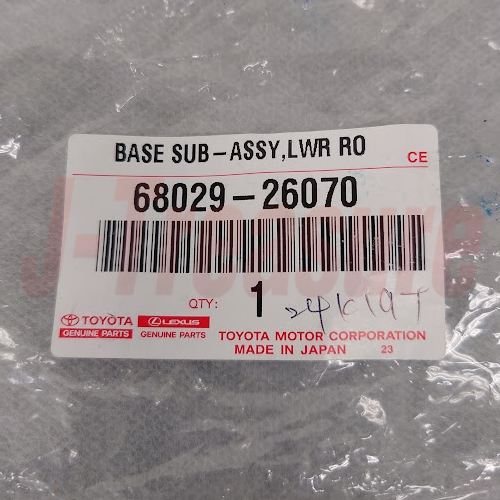 BASE SUB-ASSY,LWR RO
CE
68029-26070
J-Treasure
QTY: 1
TOYOTA
GENUINE PARTS
LEXUS
GENUINE PARTS
TOYOTA MOTOR CORPORATION
MADE IN JAPAN 23